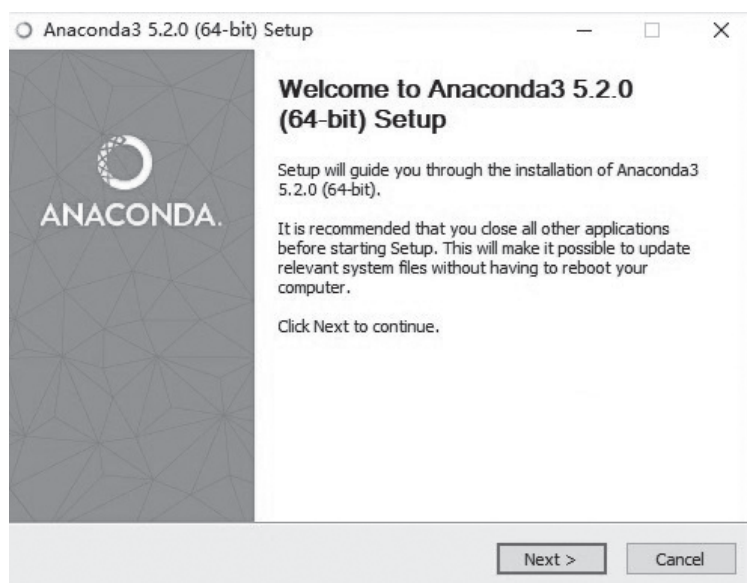 Anaconda3 5.2.0 (64-bit) Setup
Welcome to Anaconda3 5.2.0
(64-bit) Setup
Setup will guide you through the installation of Anaconda3
5.2.0 (64-bit).
It is recommended that you close all other applications
before starting Setup. This will make it possible to update
relevant system files without having to reboot your
computer.
Click Next to continue.
ANACONDA.
Next >
Cancel